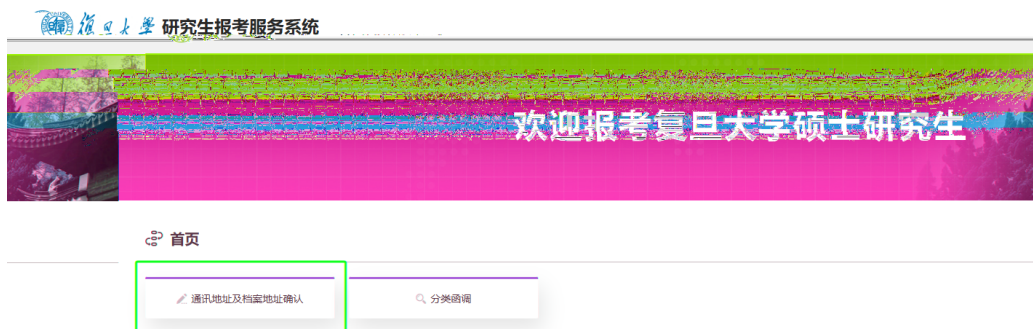 復旦大學 研究生报考服务系统
欢迎报考复旦大学硕士研究生
首页
通讯地址及档案地址确认
分类函调